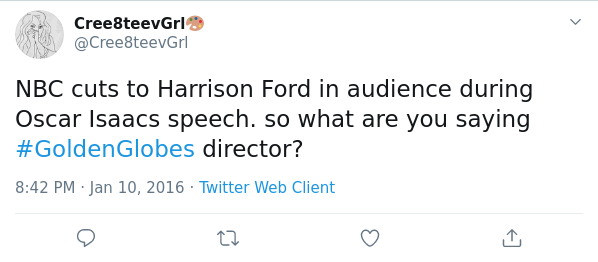 Cree8teevGrl🎨
@Cree8teevGrl
NBC cuts to Harrison Ford in audience during
Oscar Isaacs speech. so what are you saying
#GoldenGlobes director?
8:42 PM · Jan 10, 2016 · Twitter Web Client